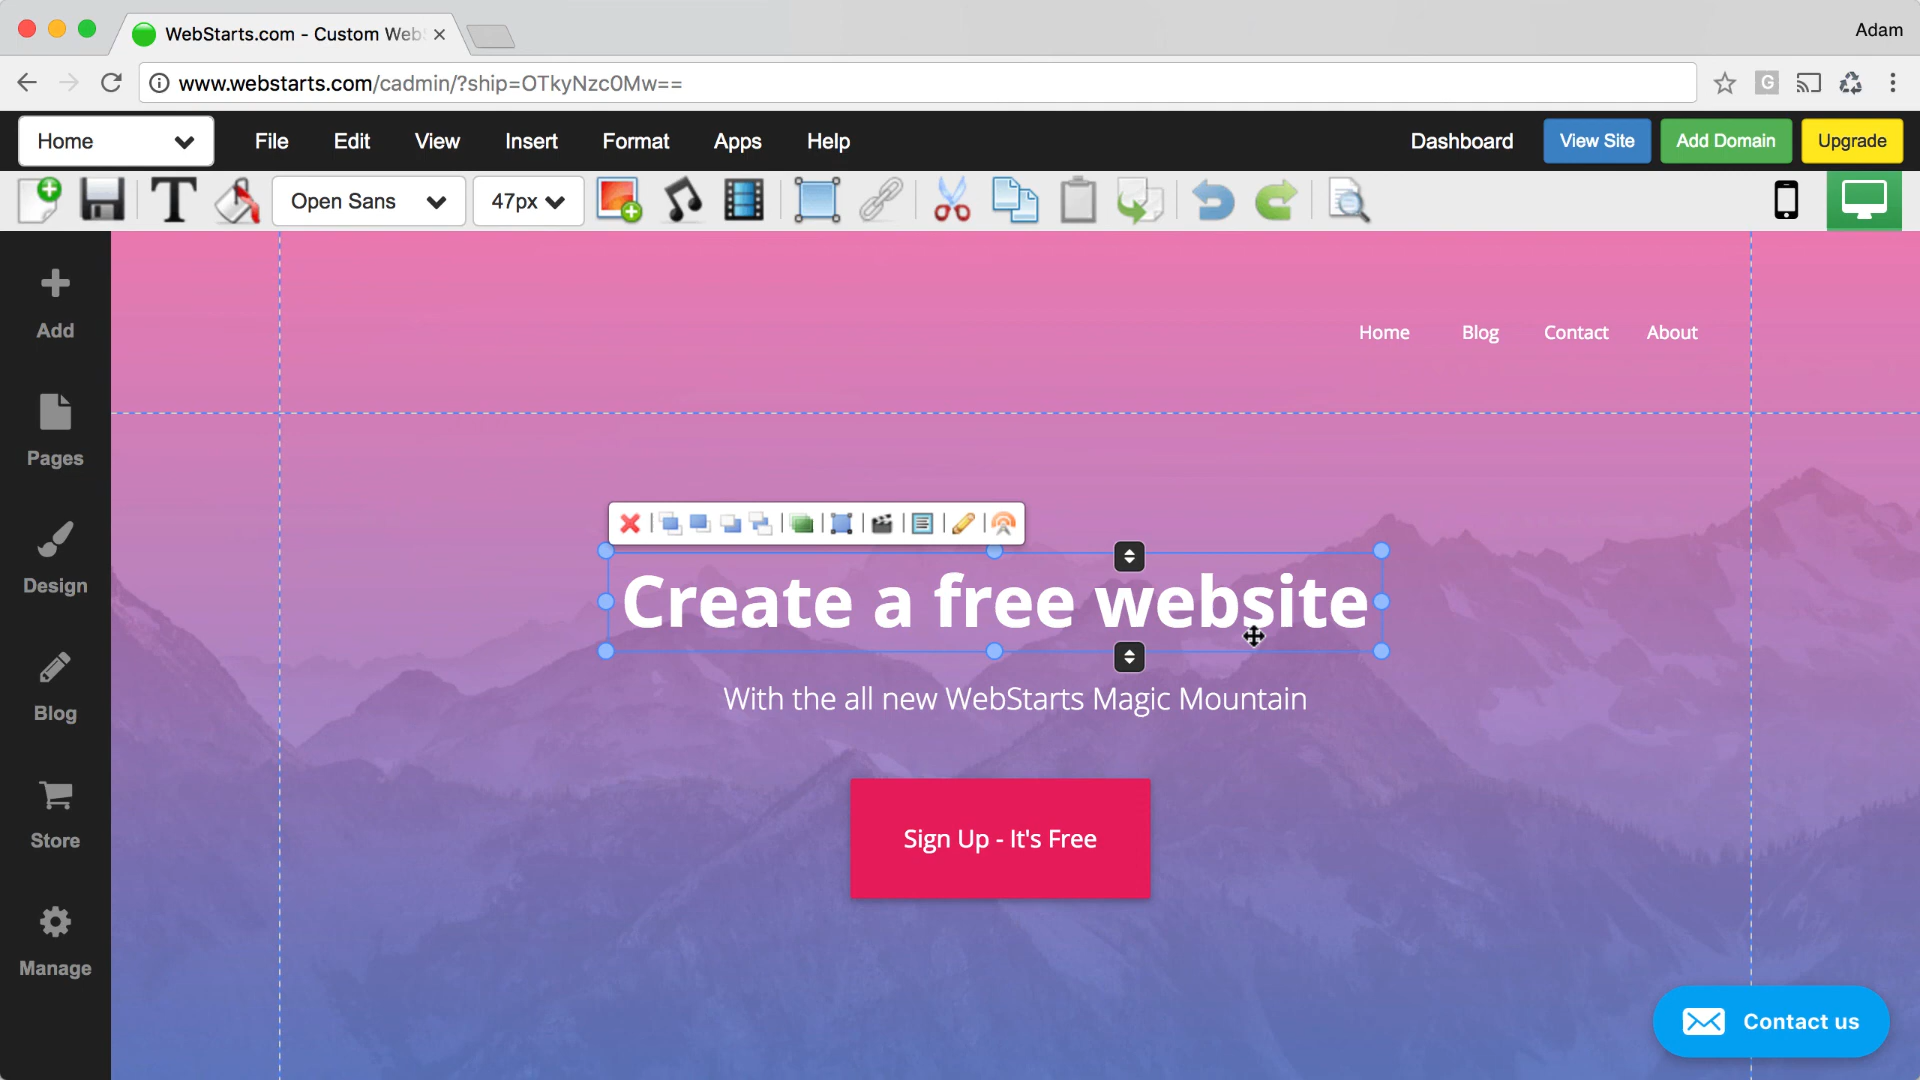 WebStarts.com - Custom Web
Adam
www.webstarts.com/cadmin/?ship=OTkyNzc0Mw==
G
Home File Edit View Insert Format Apps Help Dashboard View Site Add Domain Upgrade
T Open Sans 47px
Add
Pages
Design
Blog
Store
Manage
Home Blog Contact About
Create a free website
With the all new WebStarts Magic Mountain
Sign Up - It's Free
Contact us